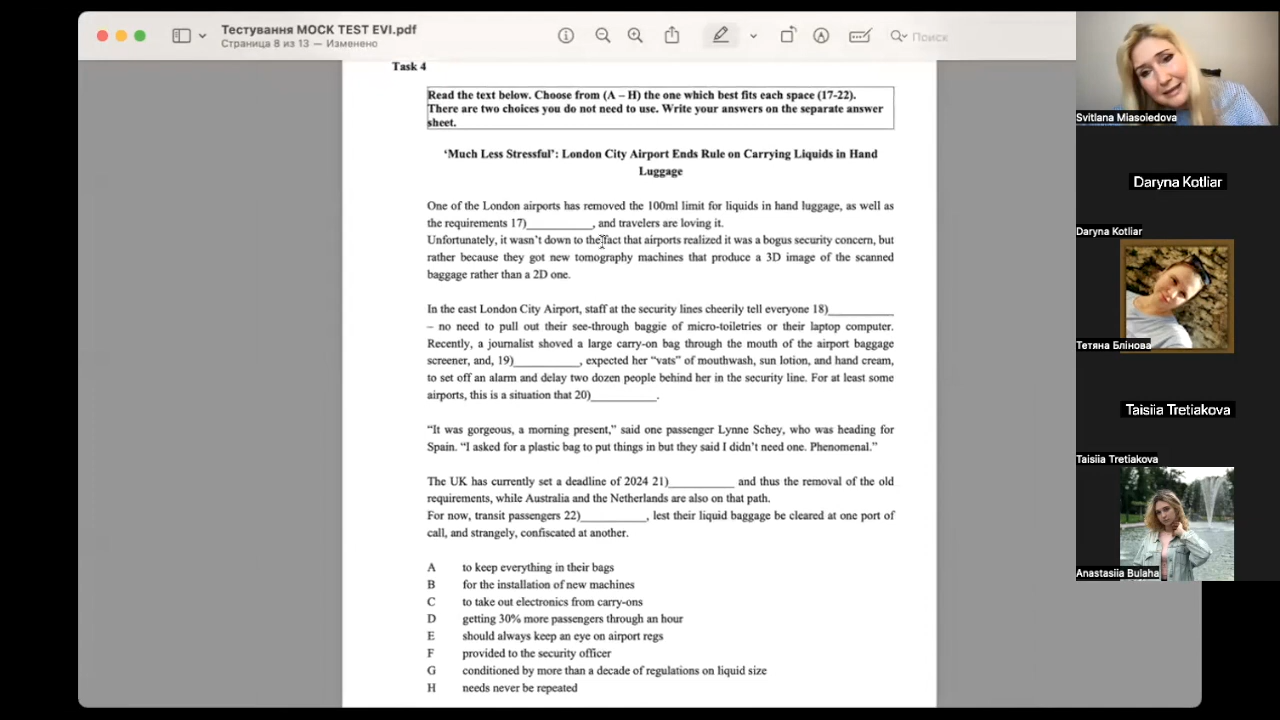 Тестування MOCK TEST EVI.pdf
Страница 8 из 13 — Изменено
Поиск
Task 4
Read the text below. Choose from (A – H) the one which best fits each space (17-22).
There are two choices you do not need to use. Write your answers on the separate answer
sheet.
‘Much Less Stressful’: London City Airport Ends Rule on Carrying Liquids in Hand
Luggage
One of the London airports has removed the 100ml limit for liquids in hand luggage, as well as
the requirements 17)___________, and travelers are loving it.
Unfortunately, it wasn’t down to the fact that airports realized it was a bogus security concern, but
rather because they got new tomography machines that produce a 3D image of the scanned
baggage rather than a 2D one.
In the east London City Airport, staff at the security lines cheerily tell everyone 18)___________
– no need to pull out their see-through baggie of micro-toiletries or their laptop computer.
Recently, a journalist shoved a large carry-on bag through the mouth of the airport baggage
screener, and, 19)___________, expected her “vats” of mouthwash, sun lotion, and hand cream,
to set off an alarm and delay two dozen people behind her in the security line. For at least some
airports, this is a situation that 20)___________.
“It was gorgeous, a morning present,” said one passenger Lynne Schey, who was heading for
Spain. “I asked for a plastic bag to put things in but they said I didn’t need one. Phenomenal.”
The UK has currently set a deadline of 2024 21)___________ and thus the removal of the old
requirements, while Australia and the Netherlands are also on that path.
For now, transit passengers 22)___________, lest their liquid baggage be cleared at one port of
call, and strangely, confiscated at another.
A to keep everything in their bags
B for the installation of new machines
C to take out electronics from carry-ons
D getting 30% more passengers through an hour
E should always keep an eye on airport regs
F provided to the security officer
G conditioned by more than a decade of regulations on liquid size
H needs never be repeated
Svitlana Miasoiedova
Daryna Kotliar
Daryna Kotliar
Тетяна Блінова
Taisiia Tretiakova
Taisiia Tretiakova
Anastasiia Bulaha